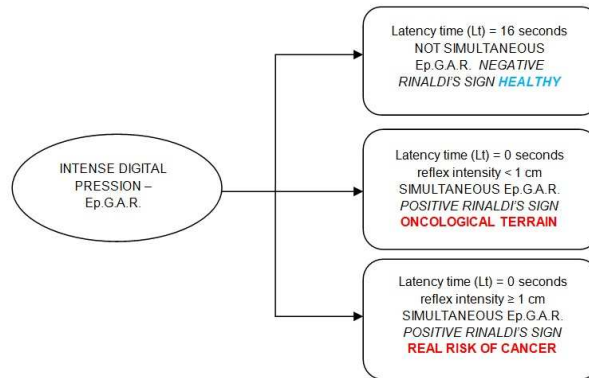 Latency time (Lt) = 16 seconds
NOT SIMULTANEOUS
Ep.G.A.R. NEGATIVE
RINALDI'S SIGN HEALTHY
INTENSE DIGITAL
PRESSION –
Ep.G.A.R.
Latency time (Lt) = 0 seconds
reflex intensity < 1 cm
SIMULTANEOUS Ep.G.A.R.
POSITIVE RINALDI'S SIGN
ONCOLOGICAL TERRAIN
Latency time (Lt) = 0 seconds
reflex intensity ≥ 1 cm
SIMULTANEOUS Ep.G.A.R.
POSITIVE RINALDI'S SIGN
REAL RISK OF CANCER